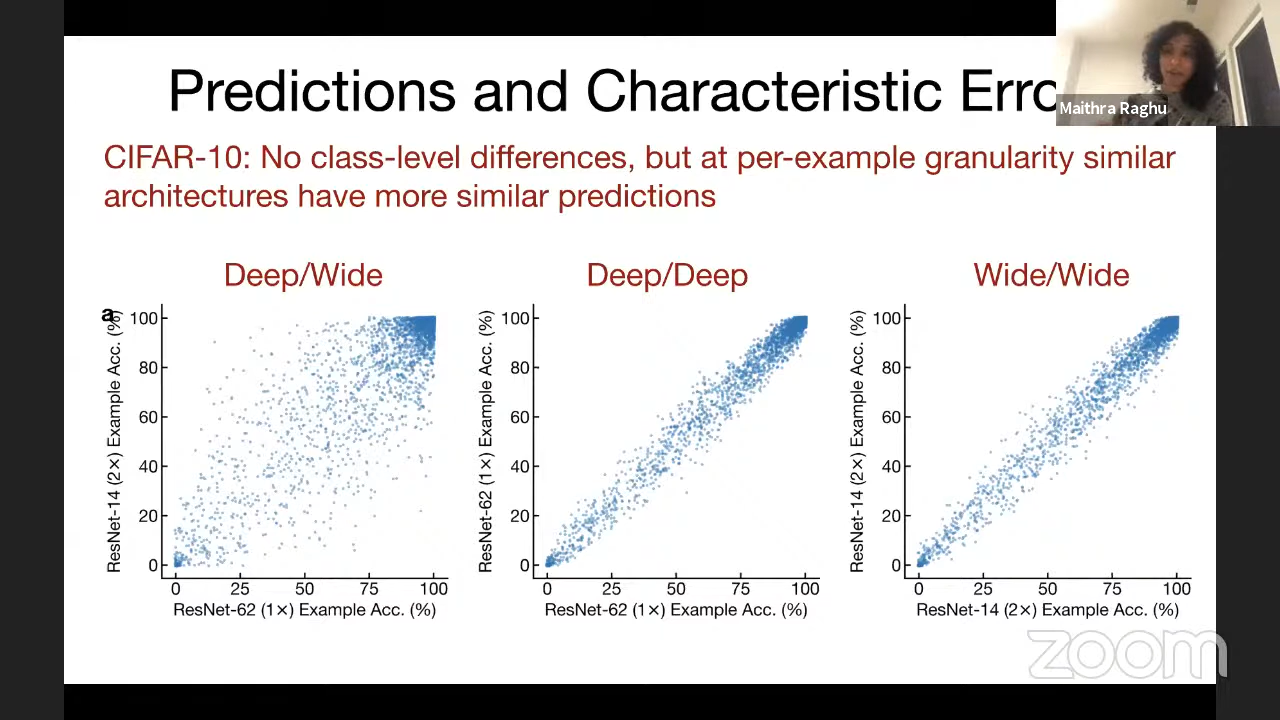 Predictions and Characteristic Erro
Maithra Raghu
CIFAR-10: No class-level differences, but at per-example granularity similar
architectures have more similar predictions
Deep/Wide
Deep/Deep
Wide/Wide
a
ResNet-14 (2×) Example Acc. (%)
100
80
60
40
20
0
0 25 50 75 100
ResNet-62 (1×) Example Acc. (%)
ResNet-62 (1×) Example Acc. (%)
100
80
60
40
20
0
0 25 50 75 100
ResNet-62 (1×) Example Acc. (%)
ResNet-14 (2×) Example Acc. (%)
100
80
60
40
20
0
0 25 50 75 100
ResNet-14 (2×) Example Acc. (%)
zoom